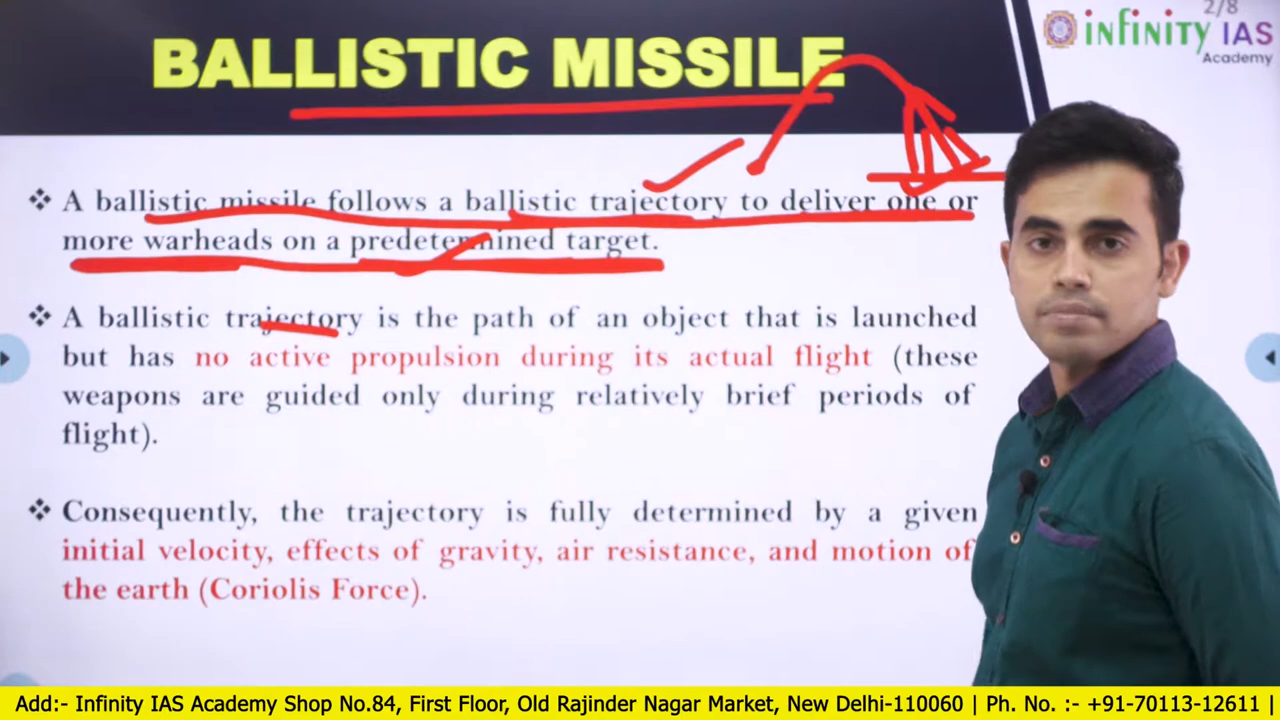 2/8
infinity IAS
Academy
BALLISTIC MISSILE
❖ A ballistic missile follows a ballistic trajectory to deliver one or
more warheads on a predetermined target.
❖ A ballistic trajectory is the path of an object that is launched
but has no active propulsion during its actual flight (these
weapons are guided only during relatively brief periods of
flight).
❖ Consequently, the trajectory is fully determined by a given
initial velocity, effects of gravity, air resistance, and motion of
the earth (Coriolis Force).
Add:- Infinity IAS Academy Shop No.84, First Floor, Old Rajinder Nagar Market, New Delhi-110060 | Ph. No. :- +91-70113-12611 |